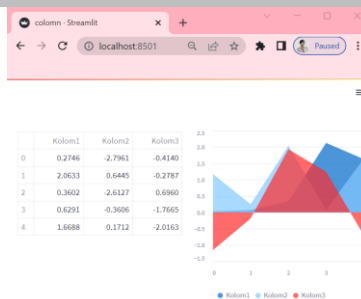 colomn · Streamlit
localhost:8501
Paused
Kolom1 Kolom2 Kolom3
0 0.2746 -2.7961 -0.4140
1 2.0633 0.6445 -0.2787
2 0.3602 -2.6127 0.6960
3 0.6291 -0.3606 -1.7665
4 1.6688 0.1712 -2.0163
2.5
2.0
1.5
1.0
0.5
0.0
-0.5
-1.0
-1.5
0 1 2 3
Kolom1 Kolom2 Kolom3